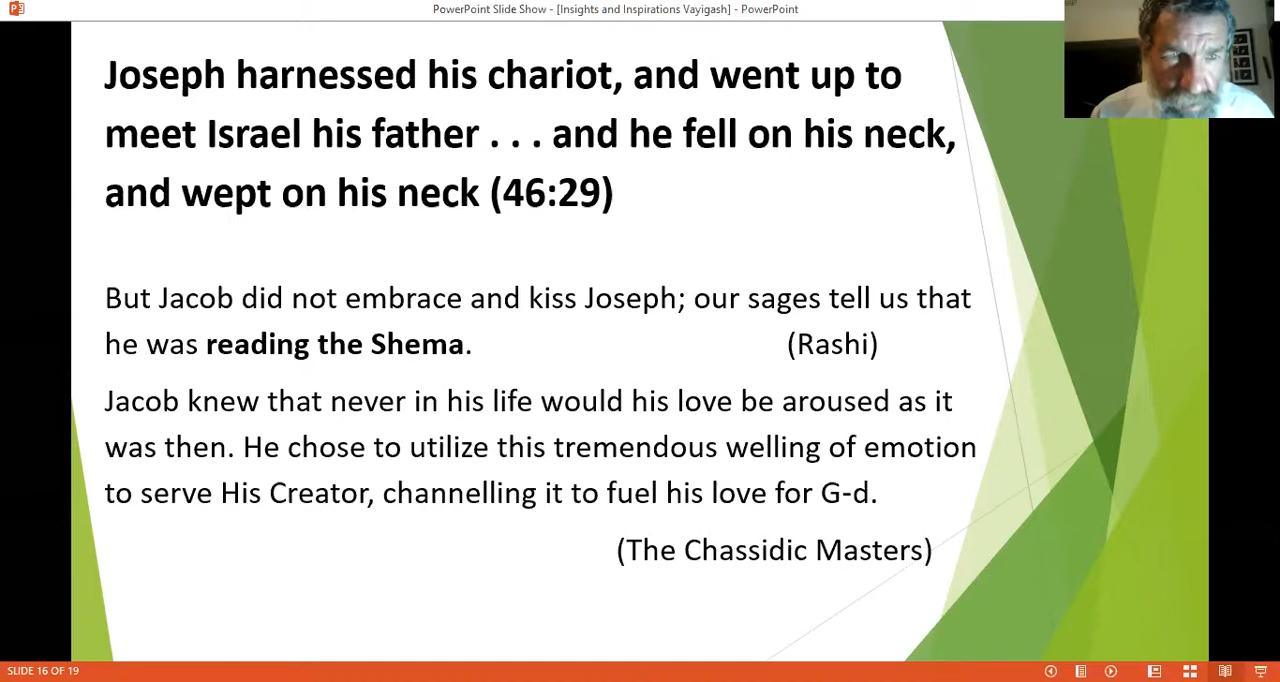 PowerPoint Slide Show - [Insights and Inspirations Vayigash] - PowerPoint
Joseph harnessed his chariot, and went up to
meet Israel his father . . . and he fell on his neck,
and wept on his neck (46:29)
But Jacob did not embrace and kiss Joseph; our sages tell us that
he was reading the Shema. (Rashi)
Jacob knew that never in his life would his love be aroused as it
was then. He chose to utilize this tremendous welling of emotion
to serve His Creator, channelling it to fuel his love for G-d.
(The Chassidic Masters)
SLIDE 16 OF 19